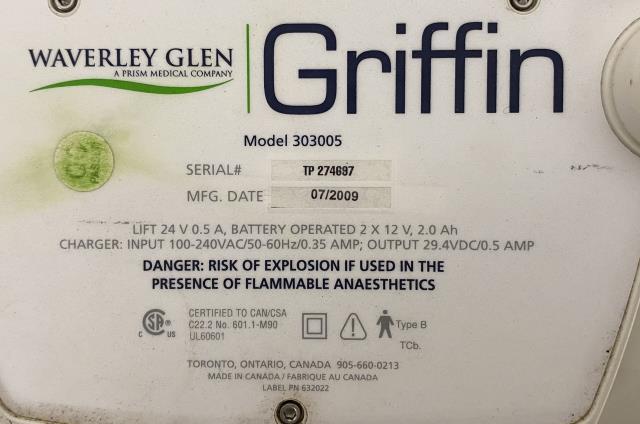 WAVERLEY GLEN
A PRISM MEDICAL COMPANY
Griffin
Model 303005
SERIAL# TP 274697
MFG. DATE 07/2009
LIFT 24 V 0.5 A, BATTERY OPERATED 2 X 12 V, 2.0 Ah
CHARGER: INPUT 100-240VAC/50-60Hz/0.35 AMP; OUTPUT 29.4VDC/0.5 AMP
DANGER: RISK OF EXPLOSION IF USED IN THE
PRESENCE OF FLAMMABLE ANAESTHETICS
CSA ®
C US
CERTIFIED TO CAN/CSA
C22.2 No. 601.1-M90
UL60601
Type B
TCb.
TORONTO, ONTARIO, CANADA 905-660-0213
MADE IN CANADA / FABRIQUE AU CANADA
LABEL PN 632022